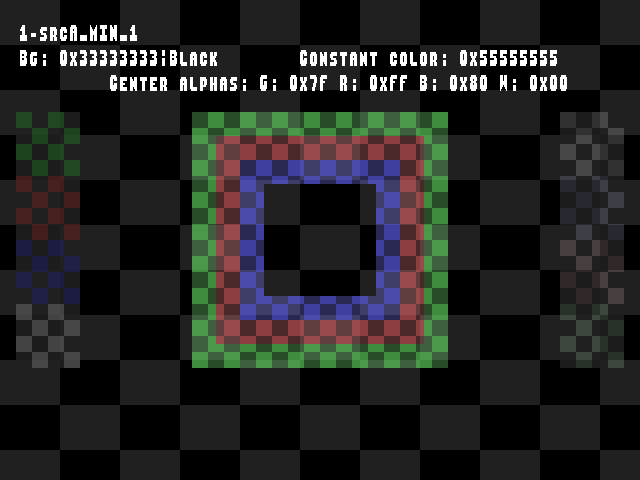 1-srcA_MIN_1
Bg: 0x33333333¦Black Constant color: 0x55555555
Center alphas: G: 0x7f R: 0xff B: 0x80 W: 0x00